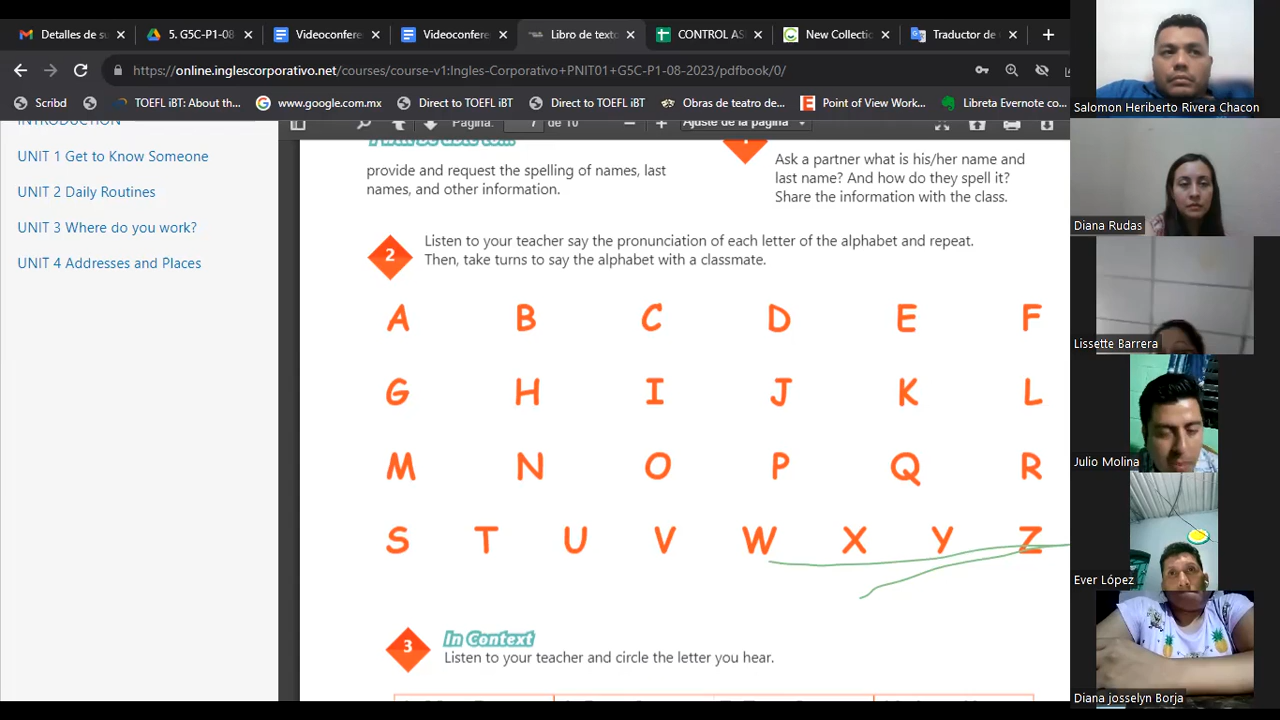 Detalles de su
5. G5C-P1-08
Videoconfere
Videoconfere
Libro de texto
CONTROL AS
New Collectic
Traductor de
https://online.inglescorporativo.net/courses/course-v1:Ingles-Corporativo+PNIT01+G5C-P1-08-2023/pdfbook/0/
Scribd
TOEFL iBT: About th...
www.google.com.mx
Direct to TOEFL iBT
Direct to TOEFL iBT
Obras de teatro de...
Point of View Work...
Libreta Evernote co...
INTRODUCTION
UNIT 1 Get to Know Someone
UNIT 2 Daily Routines
UNIT 3 Where do you work?
UNIT 4 Addresses and Places
Página: 7 de 10
Ajuste de la página
I will be able to...
provide and request the spelling of names, last
names, and other information.
1
Ask a partner what is his/her name and
last name? And how do they spell it?
Share the information with the class.
2
Listen to your teacher say the pronunciation of each letter of the alphabet and repeat.
Then, take turns to say the alphabet with a classmate.
A B C D E F
G H I J K L
M N O P Q R
S T U V W X Y Z
3
In Context
Listen to your teacher and circle the letter you hear.
Salomon Heriberto Rivera Chacon
Diana Rudas
Lissette Barrera
Julio Molina
Ever López
Diana josselyn Borja